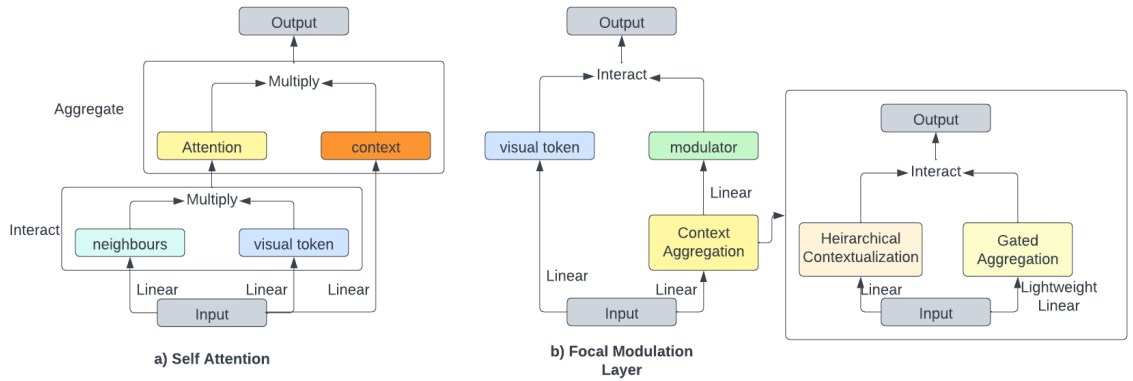 Output
Multiply
Aggregate
Attention
context
Multiply
Interact
neighbours
visual token
Linear
Linear
Linear
Input
a) Self Attention
Output
Interact
visual token
modulator
Linear
Context
Aggregation
Linear
Linear
Input
b) Focal Modulation
Layer
Output
Interact
Heirarchical
Contextualization
Gated
Aggregation
Linear
Lightweight
Linear
Input